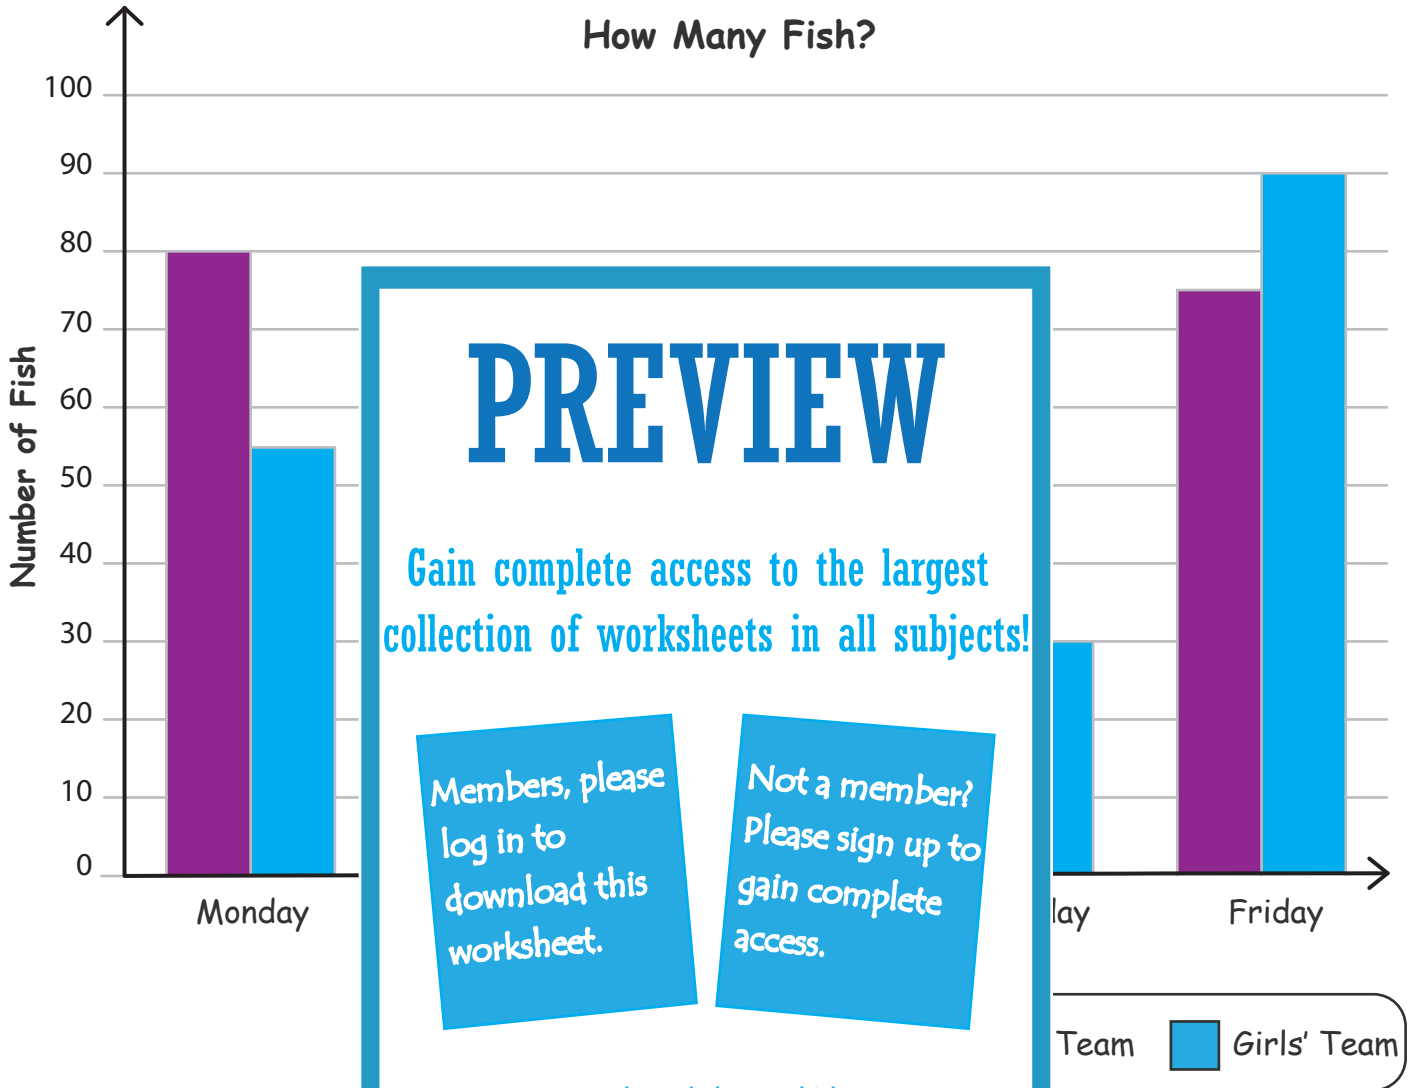 How Many Fish?
100
90
80
70
60
50
40
30
20
10
0
Number of Fish
PREVIEW
Gain complete access to the largest
collection of worksheets in all subjects!
Members, please
log in to
download this
worksheet.
Not a member?
Please sign up to
gain complete
access.
Monday
Friday
Team
Girls' Team